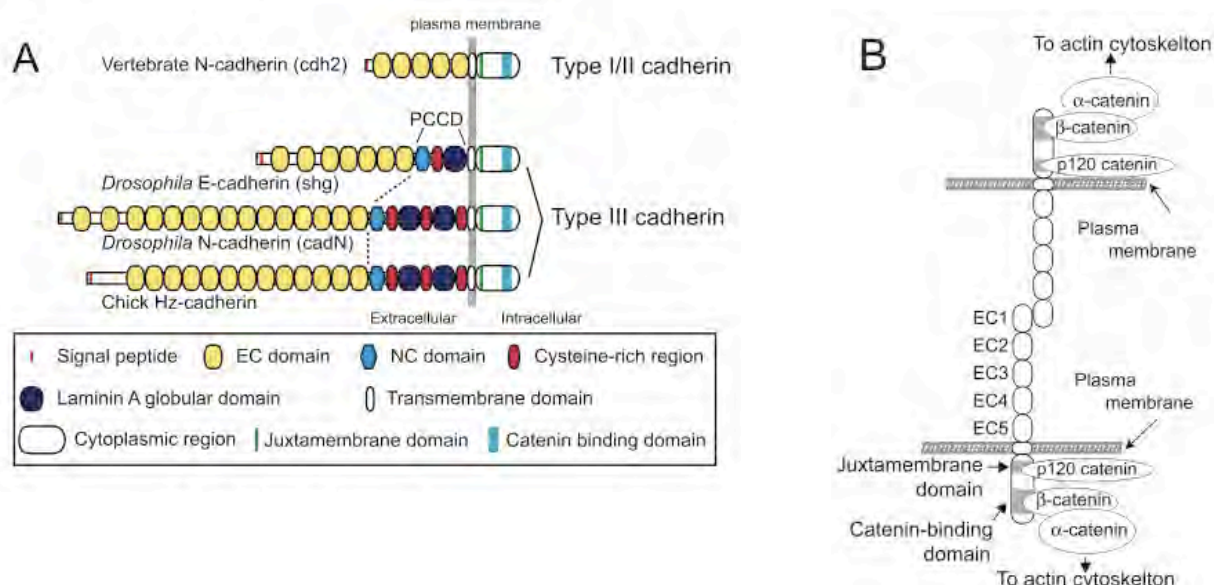 A
plasma membrane
Vertebrate N-cadherin (cdh2)
Type I/II cadherin
PCCD
Drosophila E-cadherin (shg)
Type III cadherin
Drosophila N-cadherin (cadN)
Chick Hz-cadherin
Extracellular Intracellular
Signal peptide EC domain NC domain Cysteine-rich region
Laminin A globular domain Transmembrane domain
Cytoplasmic region Juxtamembrane domain Catenin binding domain
B
To actin cytoskelton
α-catenin
β-catenin
p120 catenin
Plasma
membrane
EC1
EC2
EC3
EC4
EC5
Plasma
membrane
Juxtamembrane
domain
p120 catenin
β-catenin
Catenin-binding
domain
α-catenin
To actin cytoskelton